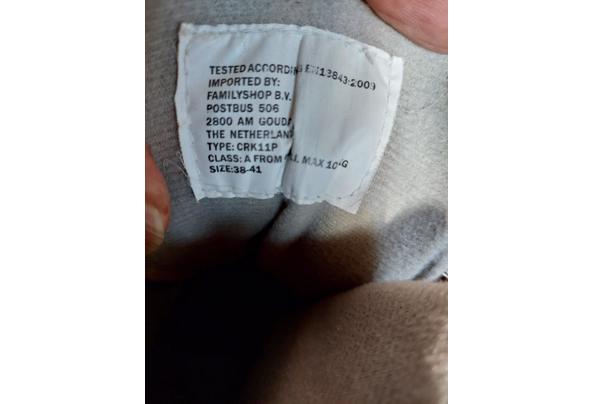 TESTED ACCORDING EN13843:2009
IMPORTED BY:
FAMILYSHOP B.V.
POSTBUS 506
2800 AM GOUDA
THE NETHERLAND
TYPE: CRK11P
CLASS: A FROM MAX
SIZE:38-41